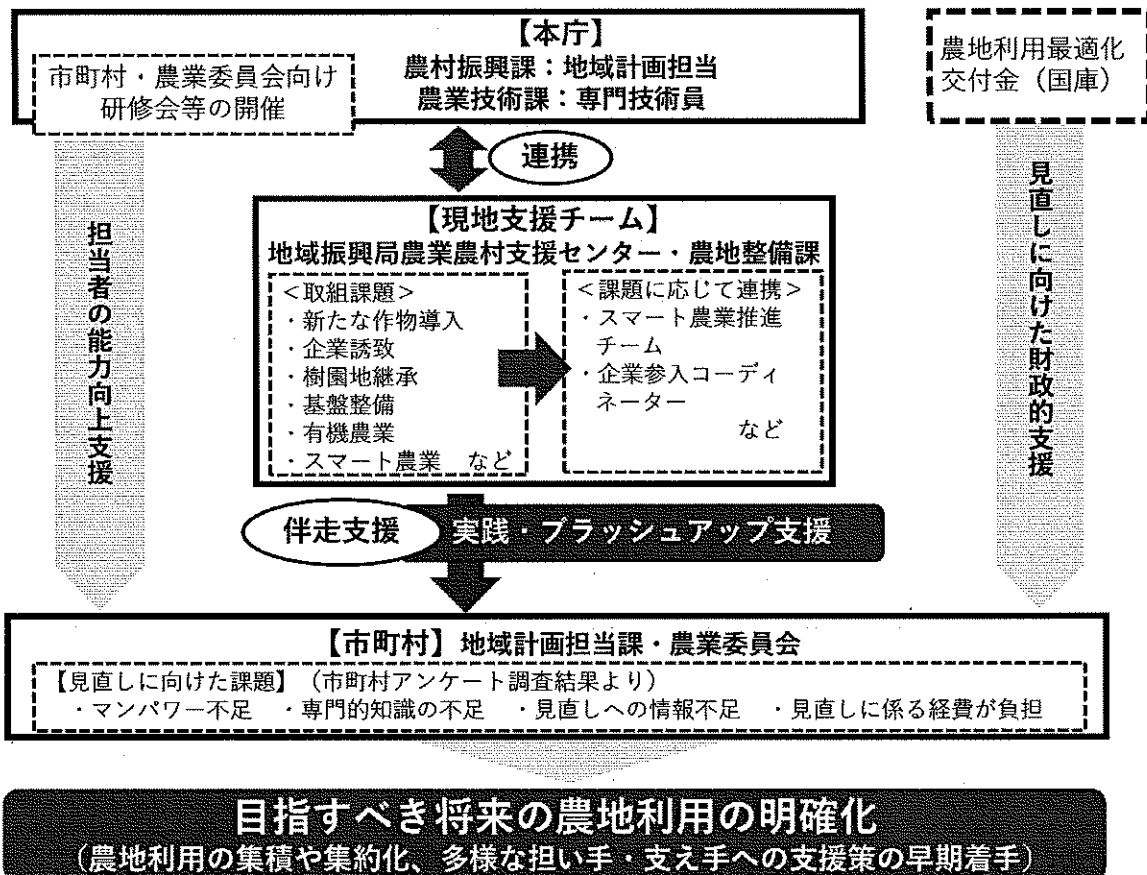 【本庁】
農村振興課：地域計画担当
農業技術課：専門技術員
市町村・農業委員会向け
研修会等の開催
農地利用最適化
交付金（国庫）
連携
担当者の能力向上支援
見直しに向けた財政的支援
【現地支援チーム】
地域振興局農業農村支援センター・農地整備課
＜取組課題＞
・新たな作物導入
・企業誘致
・樹園地継承
・基盤整備
・有機農業
・スマート農業　など
＜課題に応じて連携＞
・スマート農業推進
チーム
・企業参入コーディ
ネーター
など
伴走支援
実践・ブラッシュアップ支援
【市町村】地域計画担当課・農業委員会
【見直しに向けた課題】（市町村アンケート調査結果より）
・マンパワー不足　・専門的知識の不足　・見直しへの情報不足　・見直しに係る経費が負担
目指すべき将来の農地利用の明確化
（農地利用の集積や集約化、多様な担い手・支え手への支援策の早期着手）